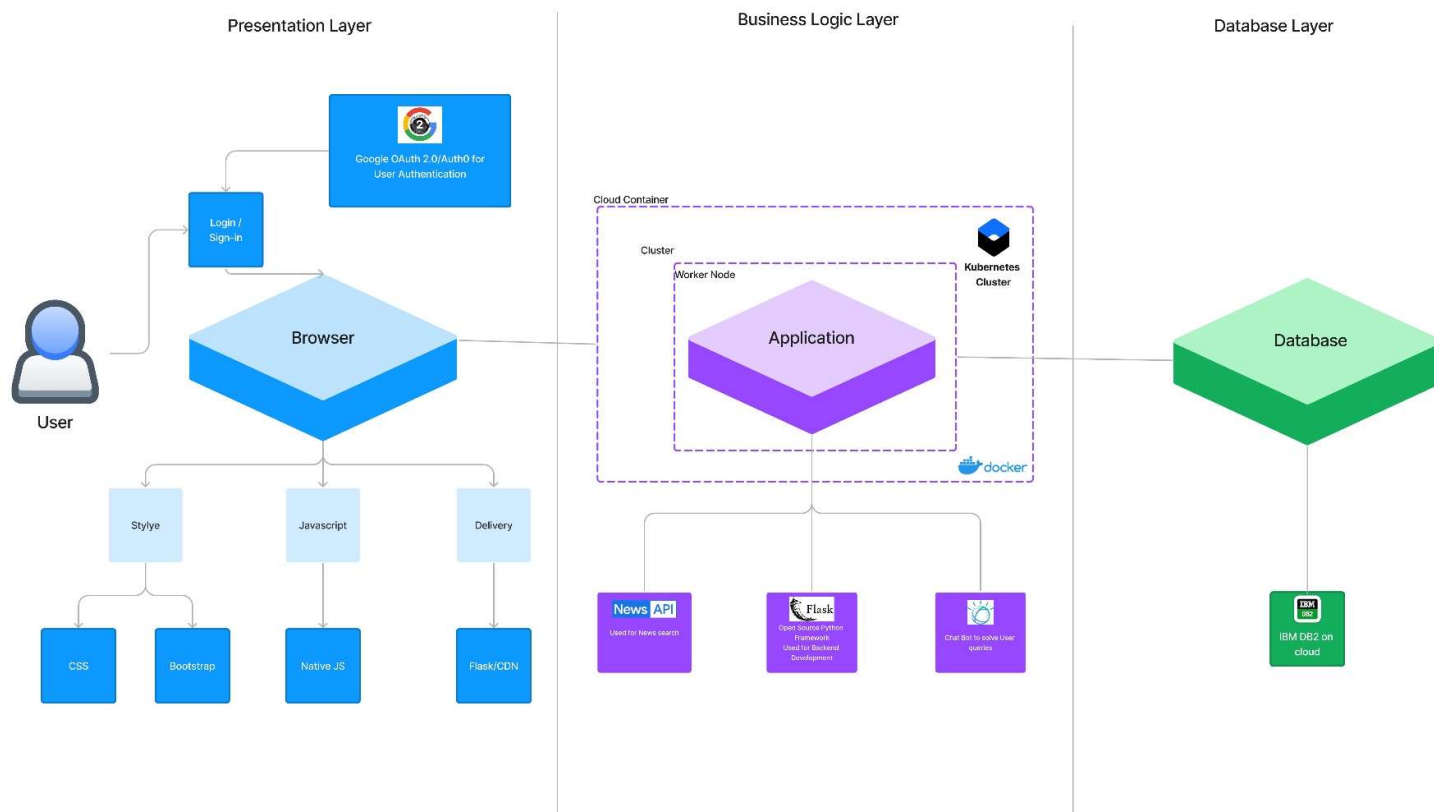 Presentation Layer
Business Logic Layer
Database Layer
2
Google OAuth 2.0/Auth0 for
User Authentication
Login /
Sign-in
Cloud Container
Cluster
Worker Node
Kubernetes
Cluster
Browser
Application
Database
User
docker
Stylye
Javascript
Delivery
CSS
Bootstrap
Native JS
Flask/CDN
News API
Used for News search
Flask
Open Source Python
Framework
Used for Backend
Development
Chat Bot to solve User
queries
IBM
DB2
IBM DB2 on
cloud